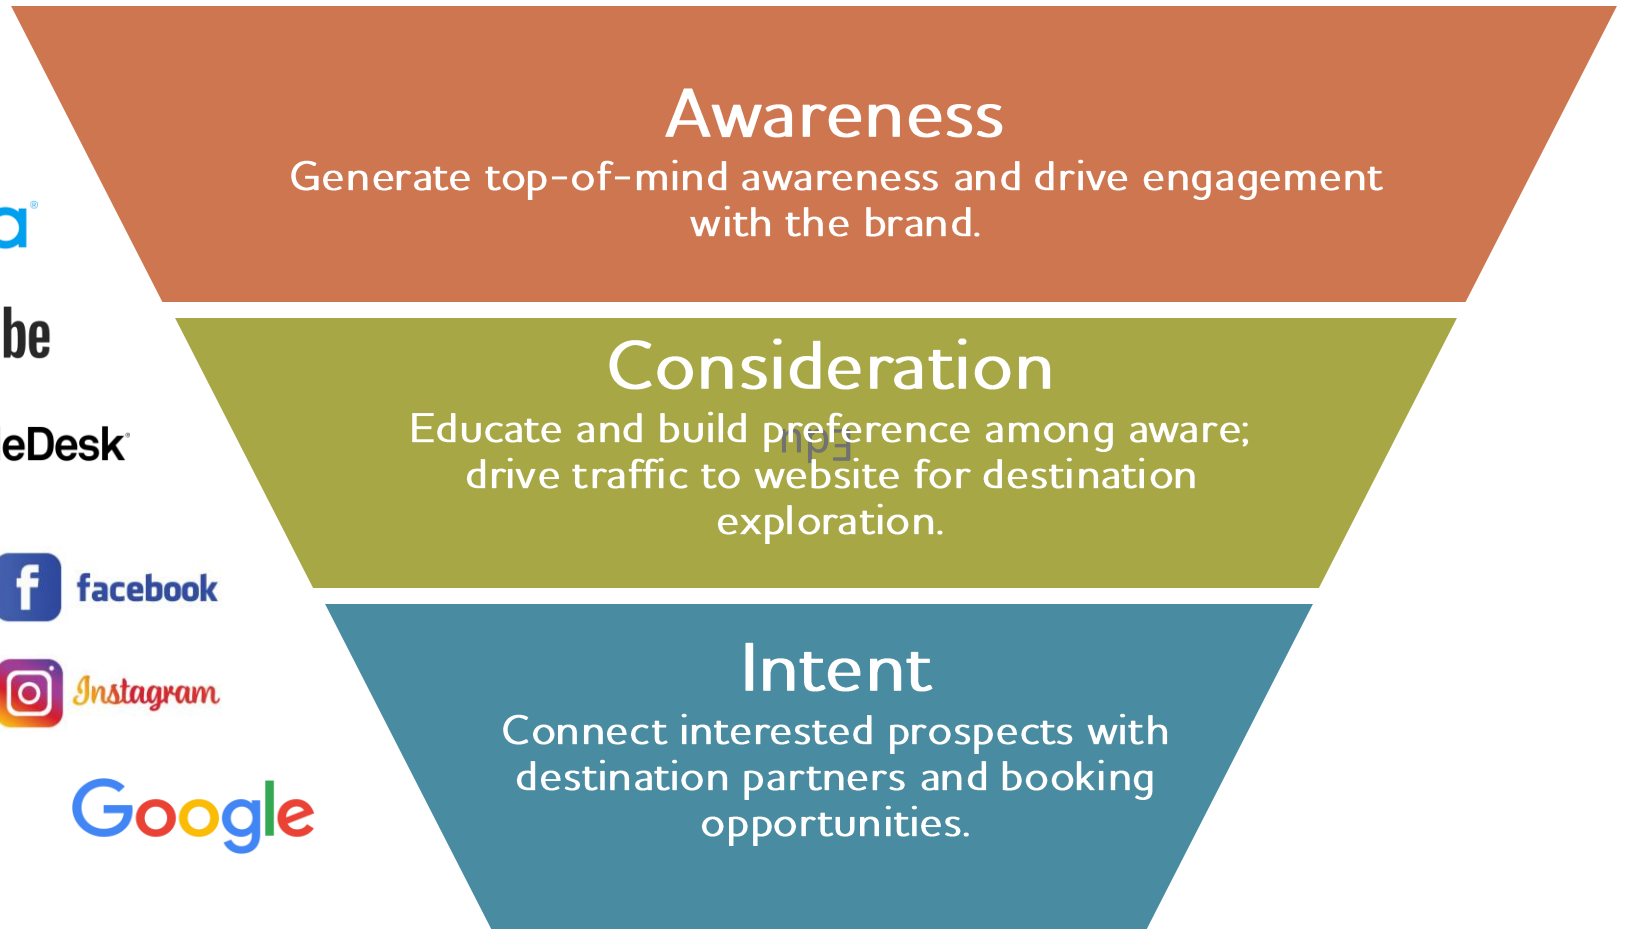 Awareness
Generate top-of-mind awareness and drive engagement
with the brand.
a®
be
Consideration
Educate and build preference among aware;
drive traffic to website for destination
exploration.
eDesk
facebook
Intent
Instagram
Connect interested prospects with
destination partners and booking
opportunities.
Google
Edu